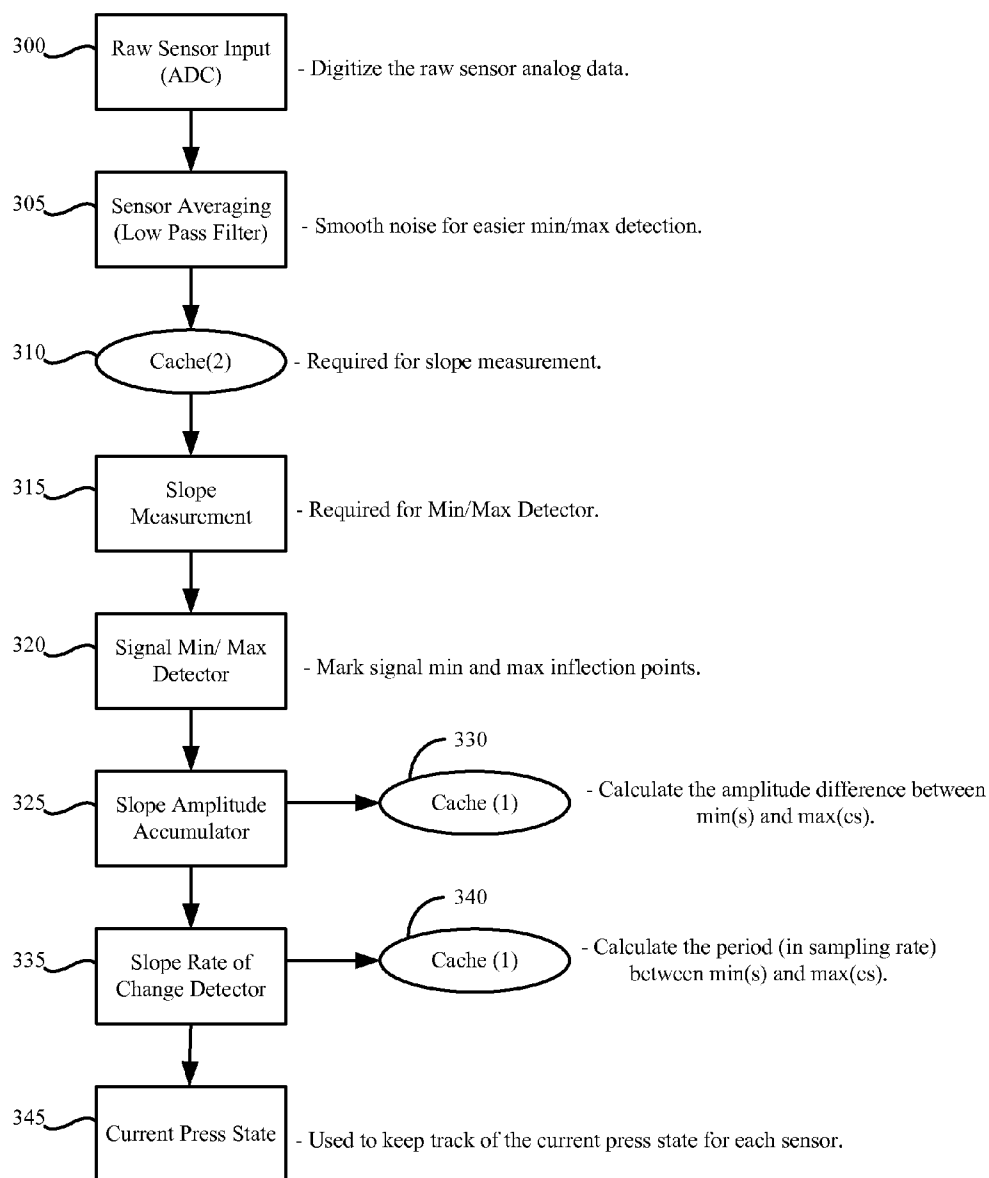 300
Raw Sensor Input
(ADC)
- Digitize the raw sensor analog data.
305
Sensor Averaging
(Low Pass Filter)
- Smooth noise for easier min/max detection.
310
Cache(2)
- Required for slope measurement.
315
Slope
Measurement
- Required for Min/Max Detector.
320
Signal Min/ Max
Detector
- Mark signal min and max inflection points.
325
Slope Amplitude
Accumulator
330
Cache (1)
- Calculate the amplitude difference between
min(s) and max(es).
335
Slope Rate of
Change Detector
340
Cache (1)
- Calculate the period (in sampling rate)
between min(s) and max(es).
345
Current Press State
- Used to keep track of the current press state for each sensor.